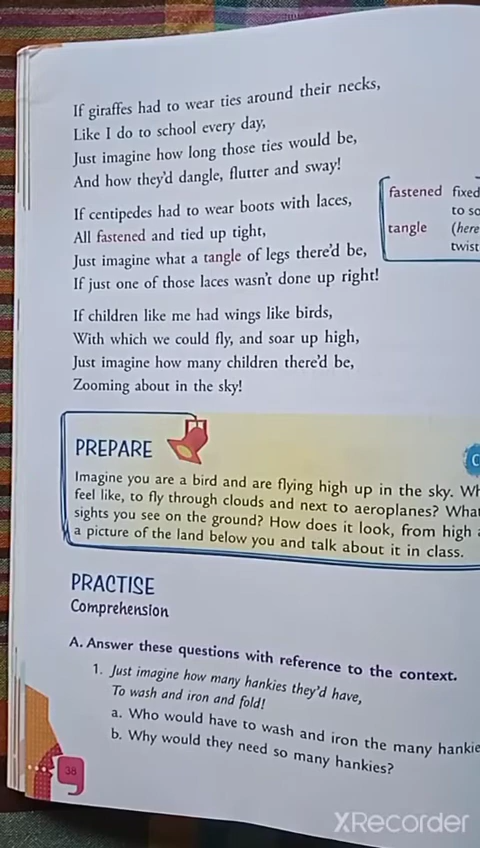 If giraffes had to wear ties around their necks,
Like I do to school every day,
Just imagine how long those ties would be,
And how they'd dangle, flutter and sway!
If centipedes had to wear boots with laces,
All fastened and tied up tight,
Just imagine what a tangle of legs there'd be,
If just one of those laces wasn't done up right!
fastened fixed
to
tangle (here
twist
If children like me had wings like birds,
With which we could fly, and soar up high,
Just imagine how many children there'd be,
Zooming about in the sky!
PREPARE
C
Imagine you are a bird and are flying high up in the sky.
feel like, to fly through clouds and next to aeroplanes? What
sights you see on the ground? How does it look, from high
a picture of the land below you and talk about it in class.
PRACTISE
Comprehension
A. Answer these questions with reference to the context.
1. Just imagine how many hankies they'd have,
To wash and iron and fold!
a. Who would have to wash and iron the many hankie
b. Why would they need so many hankies?
38
XRecorder